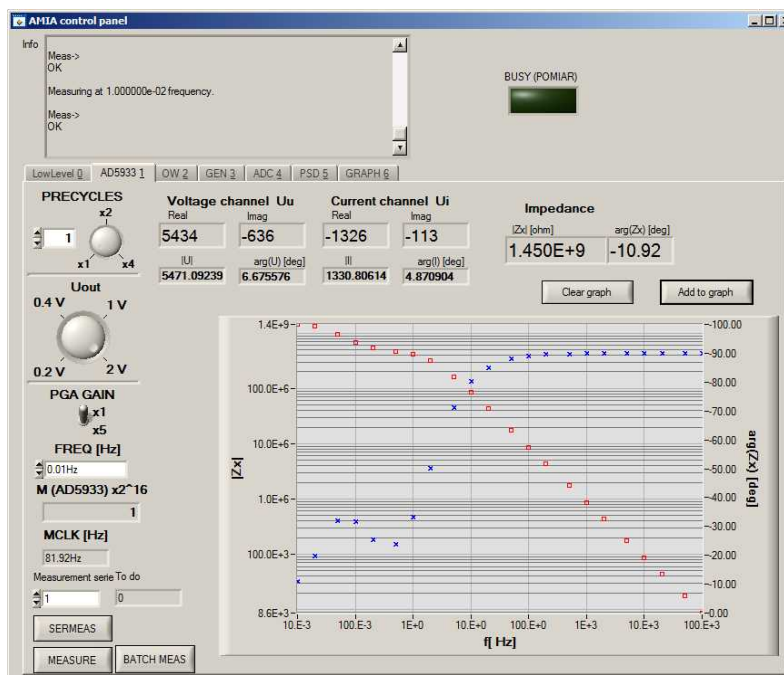 AMIA control panel
Info
Meas->
OK
Measuring at 1.000000e-02 frequency.
Meas->
OK
BUSY (POMIAR)
LowLevel 0 AD5933 1 OW 2 GEN 3 ADC 4 PSD 5 GRAPH 6
PRECYCLES
x2
1
x1 x4
Voltage channel Uu
Real Imag
5434 -636
|U| arg(U) [deg]
5471.09239 6.675576
Current channel Ui
Real Imag
-1326 -113
|I| arg(I) [deg]
1330.80614 4.870904
Impedance
|Zx| [ohm] arg(Zx) [deg]
1.450E+9 -10.92
Clear graph Add to graph
Uout
0.4 V 1 V
0.2 V 2 V
PGA GAIN
x1
x5
FREQ [Hz]
0.01Hz
M (AD5933) x2^16
1
MCLK [Hz]
81.92Hz
Measurement serie To do
1 0
SERMEAS
MEASURE BATCH MEAS
|Zx|
1.4E+9
100.0E+6
10.0E+6
1.0E+6
100.0E+3
8.6E+3
10.E-3 100.E-3 1E+0 10.E+0 100.E+0 1E+3 10.E+3 100.E+3
f[ Hz]
-100.00
-90.00
-80.00
-70.00
-60.00
-50.00
-40.00
-30.00
-20.00
-10.00
-0.00
arg(Zx) [deg]